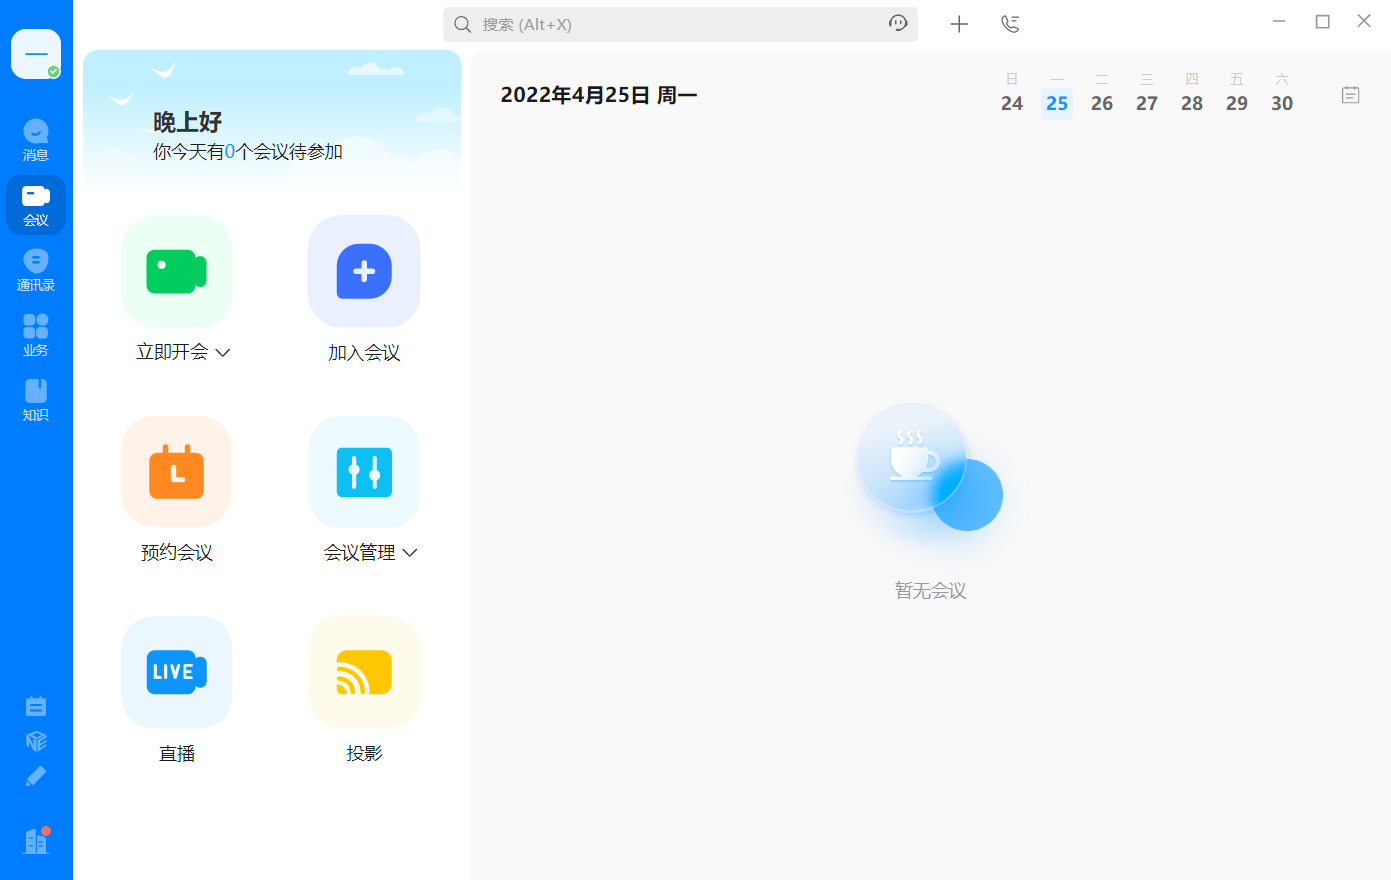 搜索 (Alt+X)
消息
会议
通讯录
业务
知识
晚上好
你今天有0个会议待参加
立即开会
加入会议
预约会议
会议管理
LIVE
直播
投影
2022年4月25日 周一
日 一 二 三 四 五 六
24 25 26 27 28 29 30
暂无会议